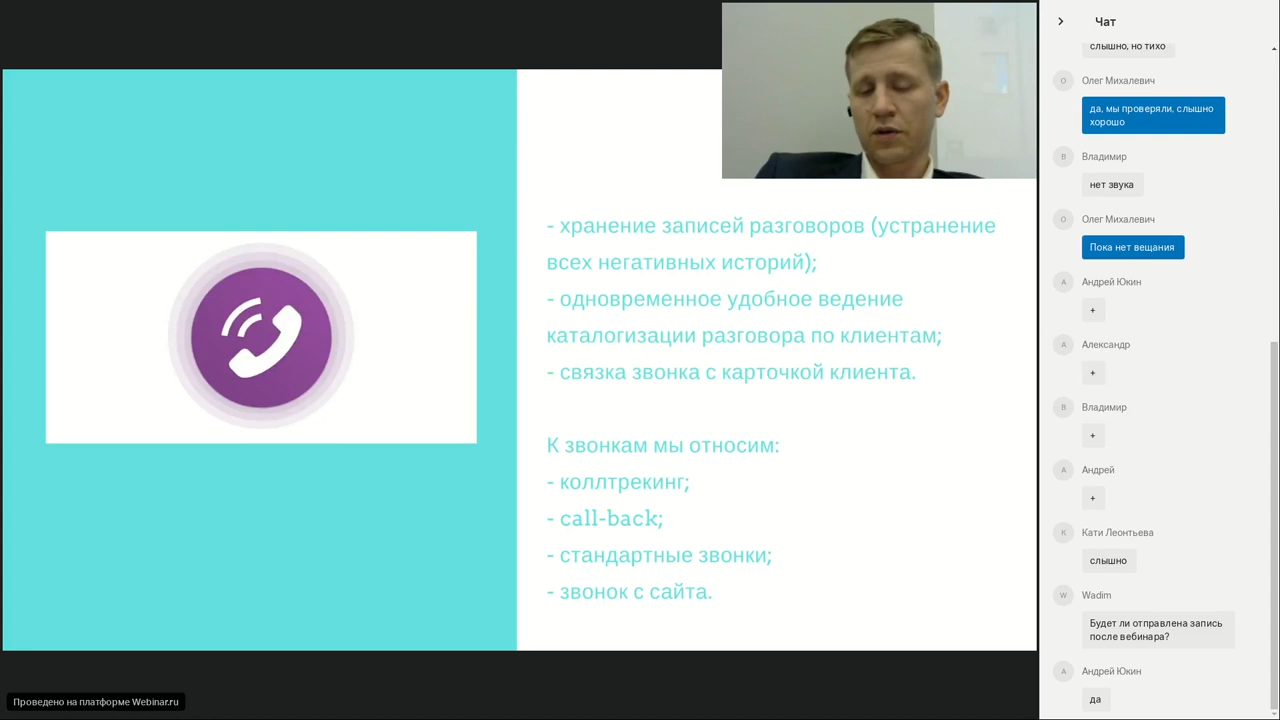 - хранение записей разговоров (устранение
всех негативных историй);
- одновременное удобное ведение
каталогизации разговора по клиентам;
- связка звонка с карточкой клиента.
К звонкам мы относим:
- коллтрекинг;
- call-back;
- стандартные звонки;
- звонок с сайта.
Проведено на платформе Webinar.ru
Чат
слышно, но тихо
О
Олег Михалевич
да, мы проверяли, слышно
хорошо
В
Владимир
нет звука
О
Олег Михалевич
Пока нет вещания
А
Андрей Юкин
+
А
Александр
+
В
Владимир
+
А
Андрей
+
К
Кати Леонтьева
слышно
W
Wadim
Будет ли отправлена запись
после вебинара?
А
Андрей Юкин
да